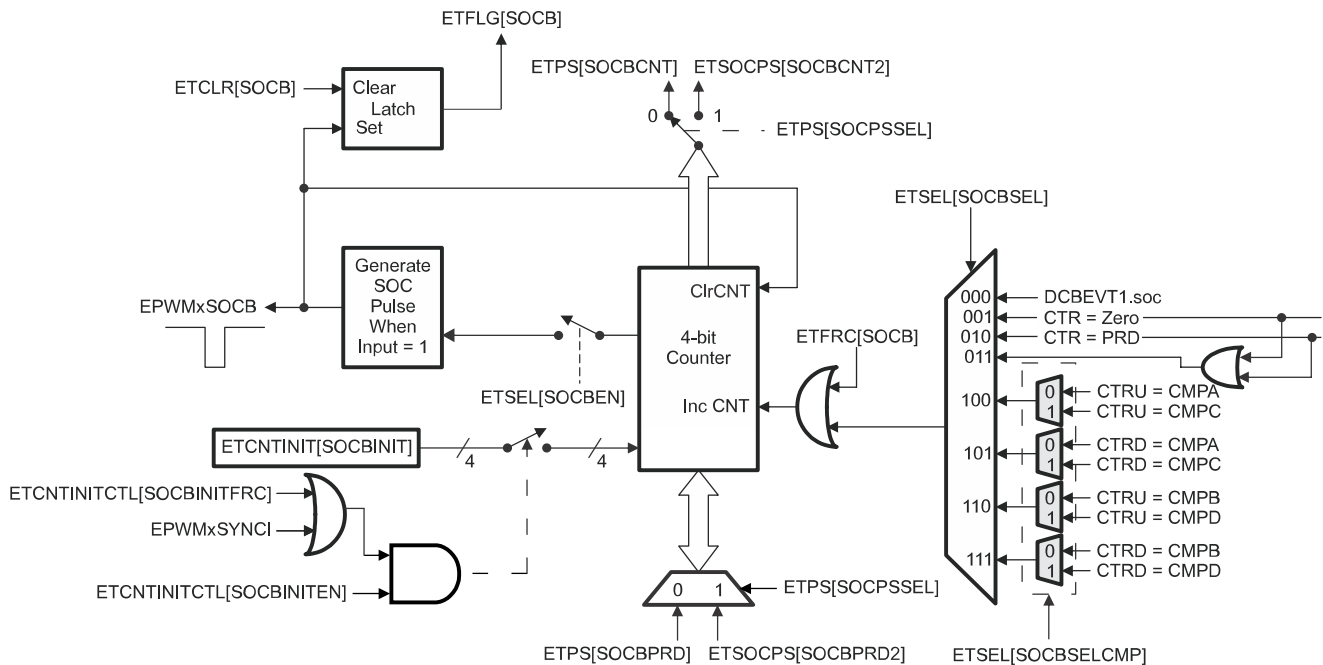 ETFLG[SOCB]
ETPS[SOCBCNT]
ETSOCPS[SOCBCNT2]
ETCLR[SOCB]
Clear
Latch
Set
0
1
ETPS[SOCPSSEL]
ETSEL[SOCBSEL]
Generate
SOC
Pulse
When
Input = 1
EPWMxSOCB
ClrCNT
4-bit
Counter
Inc CNT
ETFRC[SOCB]
000
001
010
011
100
101
110
111
DCBEVT1.soc
CTR = Zero
CTR = PRD
0
1
CTRU = CMPA
CTRU = CMPC
0
1
CTRD = CMPA
CTRD = CMPC
0
1
CTRU = CMPB
CTRU = CMPD
0
1
CTRD = CMPB
CTRD = CMPD
ETSEL[SOCBEN]
ETCNTINIT[SOCBINIT]
4
4
ETCNTINITCTL[SOCBINITFRC]
EPWMxSYNCI
ETCNTINITCTL[SOCBINITEN]
0
1
ETPS[SOCPSSEL]
ETPS[SOCBPRD]
ETSOCPS[SOCBPRD2]
ETSEL[SOCBSELCMP]